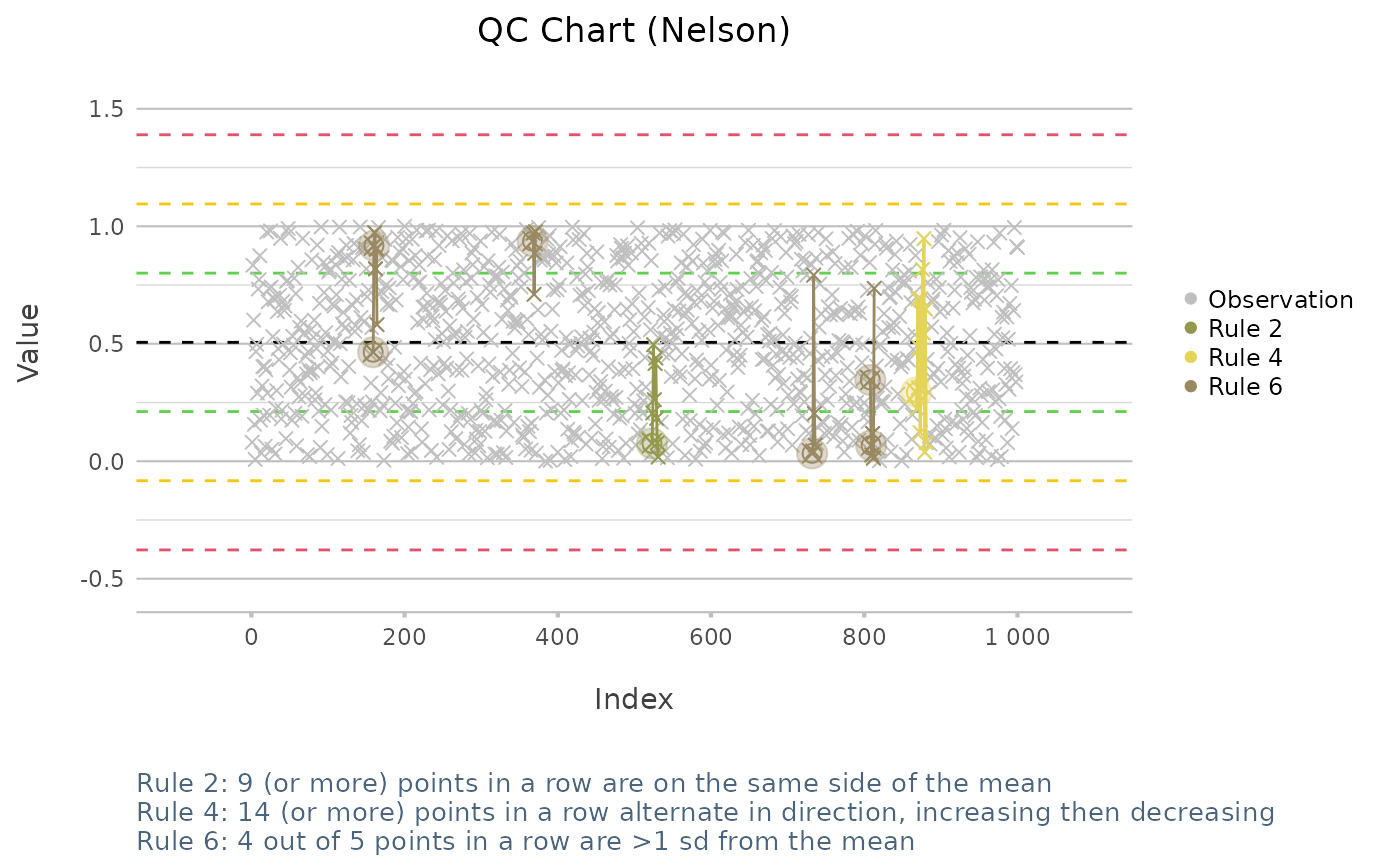 QC Chart (Nelson)
1.5
1.0
0.5
0.0
-0.5
Value
0 200 400 600 800 1 000
Index
Observation
Rule 2
Rule 4
Rule 6
Rule 2: 9 (or more) points in a row are on the same side of the mean
Rule 4: 14 (or more) points in a row alternate in direction, increasing then decreasing
Rule 6: 4 out of 5 points in a row are >1 sd from the mean